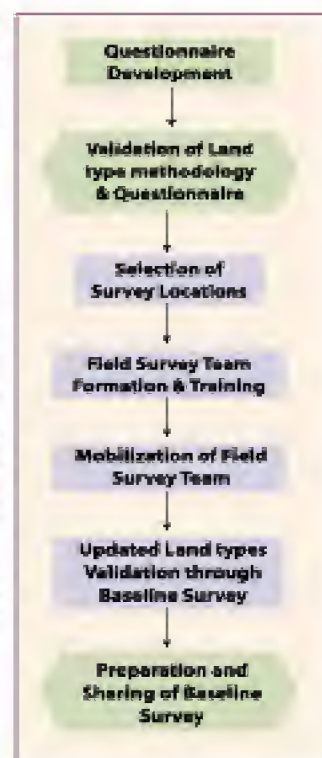 Questionnaire
Development
Validation of Land
type methodology
& Questionnaire
Selection of
Survey Locations
Field Survey Team
Formation & Training
Mobilization of Field
Survey Team
Updated Land types
Validation through
Baseline Survey
Preparation and
Sharing of Baseline
Survey